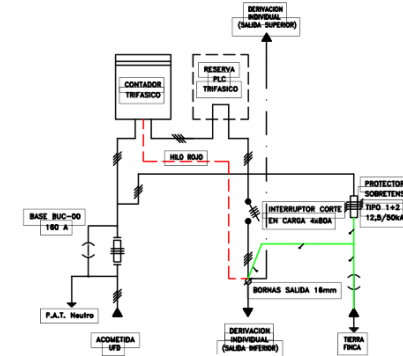 DERIVACION
INDIVIDUAL
(SALIDA SUPERIOR)
CONTADOR
TRIFASICO
RESERVA
PLC
TRIFASICO
HILO ROJO
PROTECTOR
SOBRETENS
TIPO 1+2
12,5/50kA
BASE BUC-00
160 A
INTERRUPTOR CORTE
EN CARGA 4x80A
BORNAS SALIDA 16mm
P.A.T. Neutro
ACOMETIDA
UFD
DERIVACION
INDIVIDUAL
(SALIDA INFERIOR)
TIERRA
FINCA